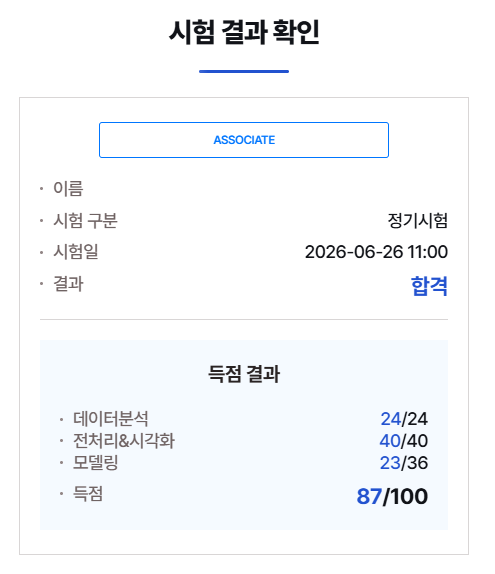 시험 결과 확인
ASSOCIATE
· 이름
· 시험 구분 정기시험
· 시험일 2026-06-26 11:00
· 결과 합격
득점 결과
· 데이터분석 24/24
· 전처리&시각화 40/40
· 모델링 23/36
· 득점 87/100